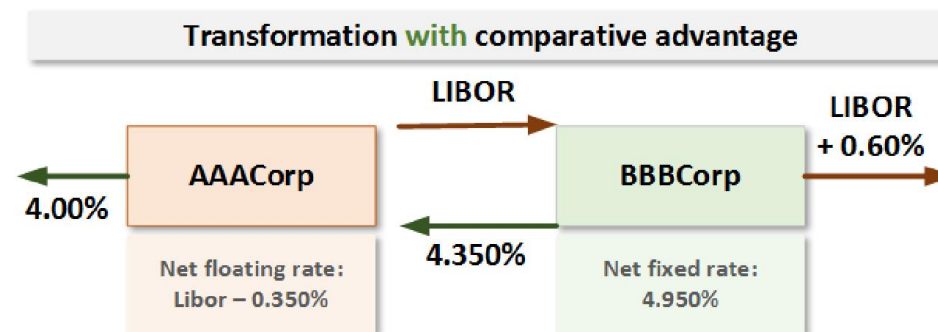 Transformation with comparative advantage
LIBOR
LIBOR
+ 0.60%
AAACorp
BBBCorp
4.00%
4.350%
Net floating rate:
Libor – 0.350%
Net fixed rate:
4.950%